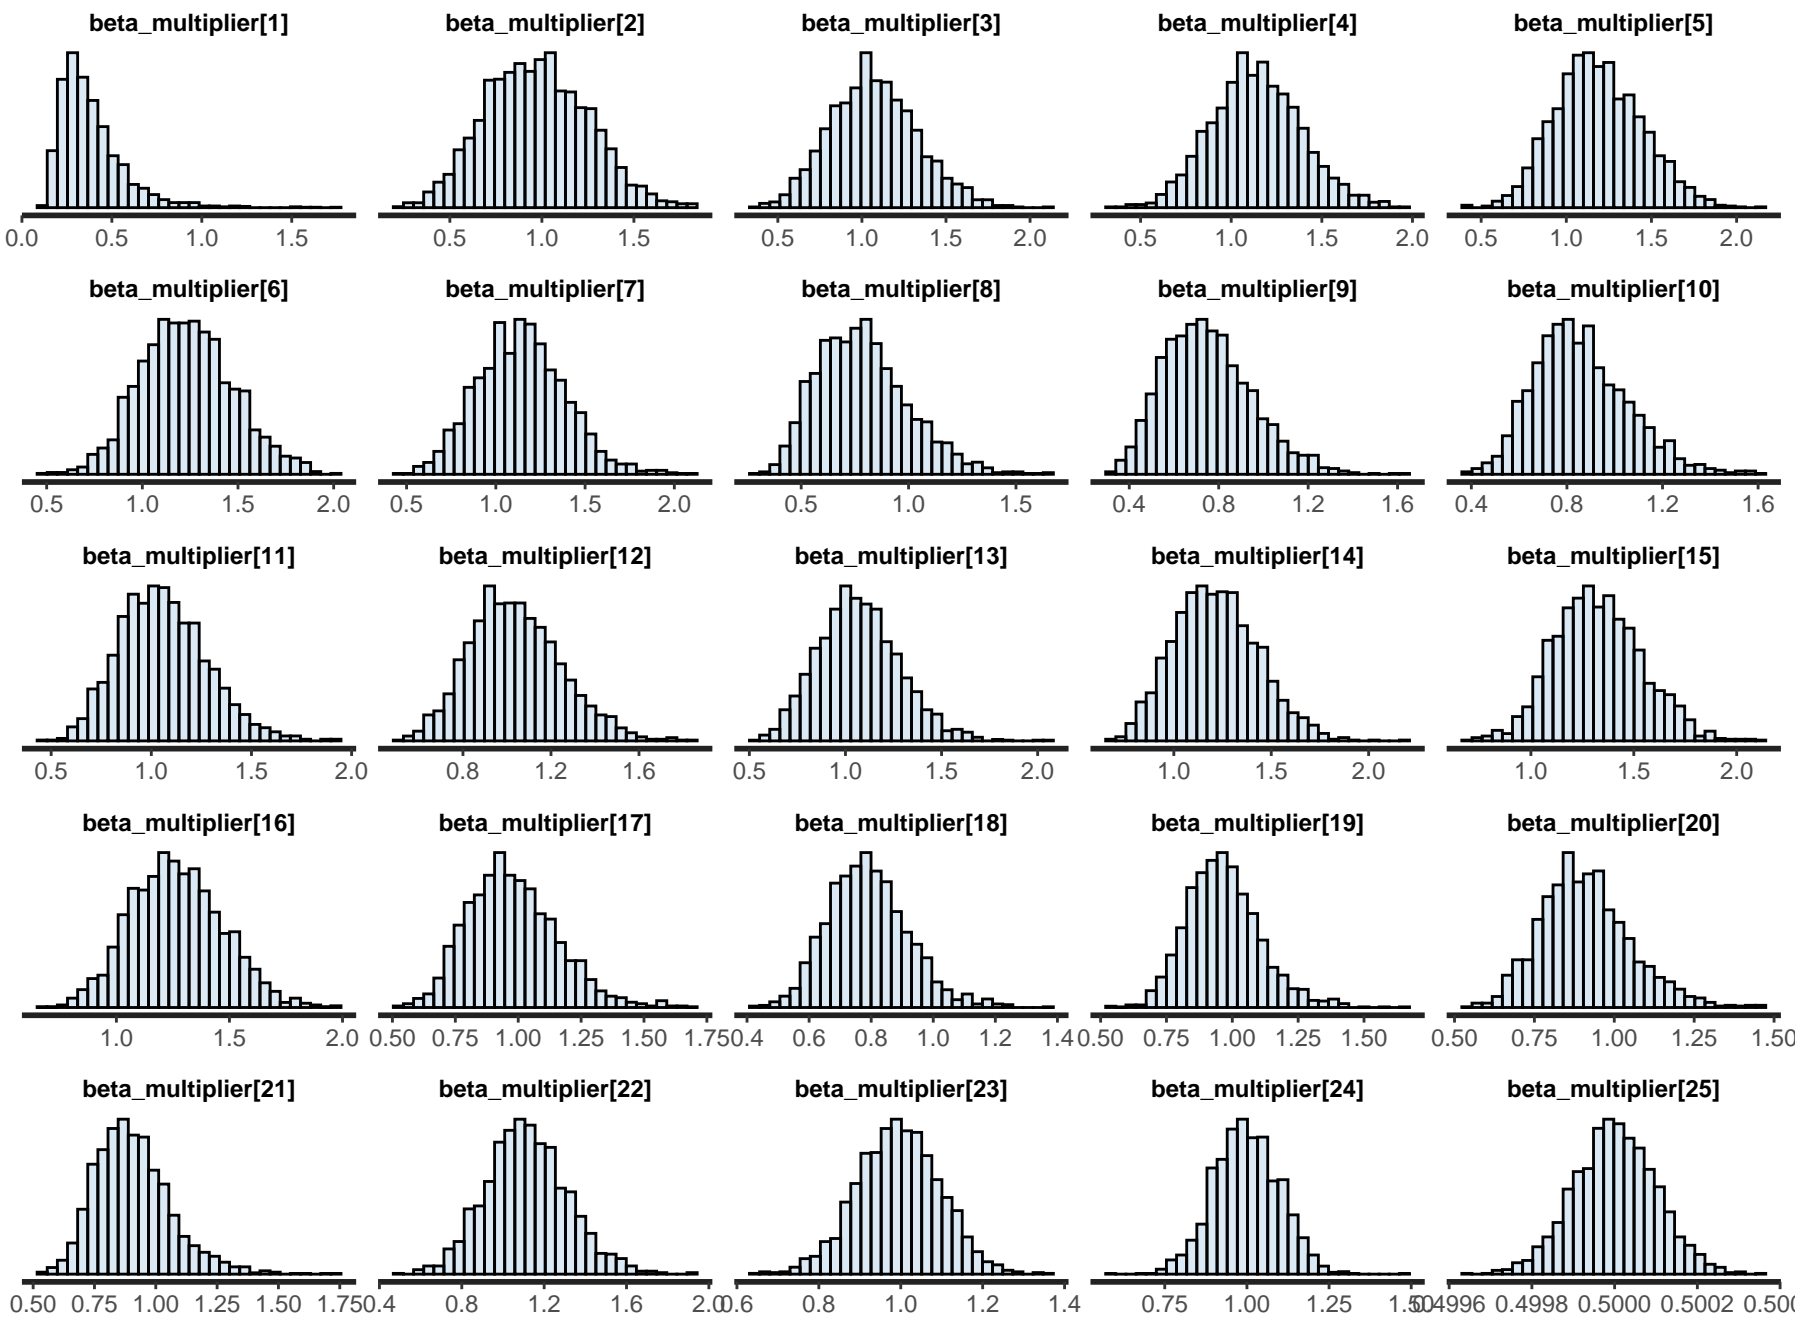 beta_multiplier[1] beta_multiplier[2] beta_multiplier[3] beta_multiplier[4] beta_multiplier[5]
0.0 0.5 1.0 1.5 0.5 1.0 1.5 0.5 1.0 1.5 2.0 0.5 1.0 1.5 2.0 0.5 1.0 1.5 2.0
beta_multiplier[6] beta_multiplier[7] beta_multiplier[8] beta_multiplier[9] beta_multiplier[10]
0.5 1.0 1.5 2.0 0.5 1.0 1.5 2.0 0.5 1.0 1.5 0.4 0.8 1.2 1.6 0.4 0.8 1.2 1.6
beta_multiplier[11] beta_multiplier[12] beta_multiplier[13] beta_multiplier[14] beta_multiplier[15]
0.5 1.0 1.5 2.0 0.8 1.2 1.6 0.5 1.0 1.5 2.0 1.0 1.5 2.0 1.0 1.5 2.0
beta_multiplier[16] beta_multiplier[17] beta_multiplier[18] beta_multiplier[19] beta_multiplier[20]
1.0 1.5 2.0 0.50 0.75 1.00 1.25 1.50 1.75 0.4 0.6 0.8 1.0 1.2 1.4 0.50 0.75 1.00 1.25 1.50 0.50 0.75 1.00 1.25 1.50
beta_multiplier[21] beta_multiplier[22] beta_multiplier[23] beta_multiplier[24] beta_multiplier[25]
0.50 0.75 1.00 1.25 1.50 1.75 0.4 0.8 1.2 1.6 2.0 0.6 0.8 1.0 1.2 1.4 0.75 1.00 1.25 1.50 0.4996 0.4998 0.5000 0.5002